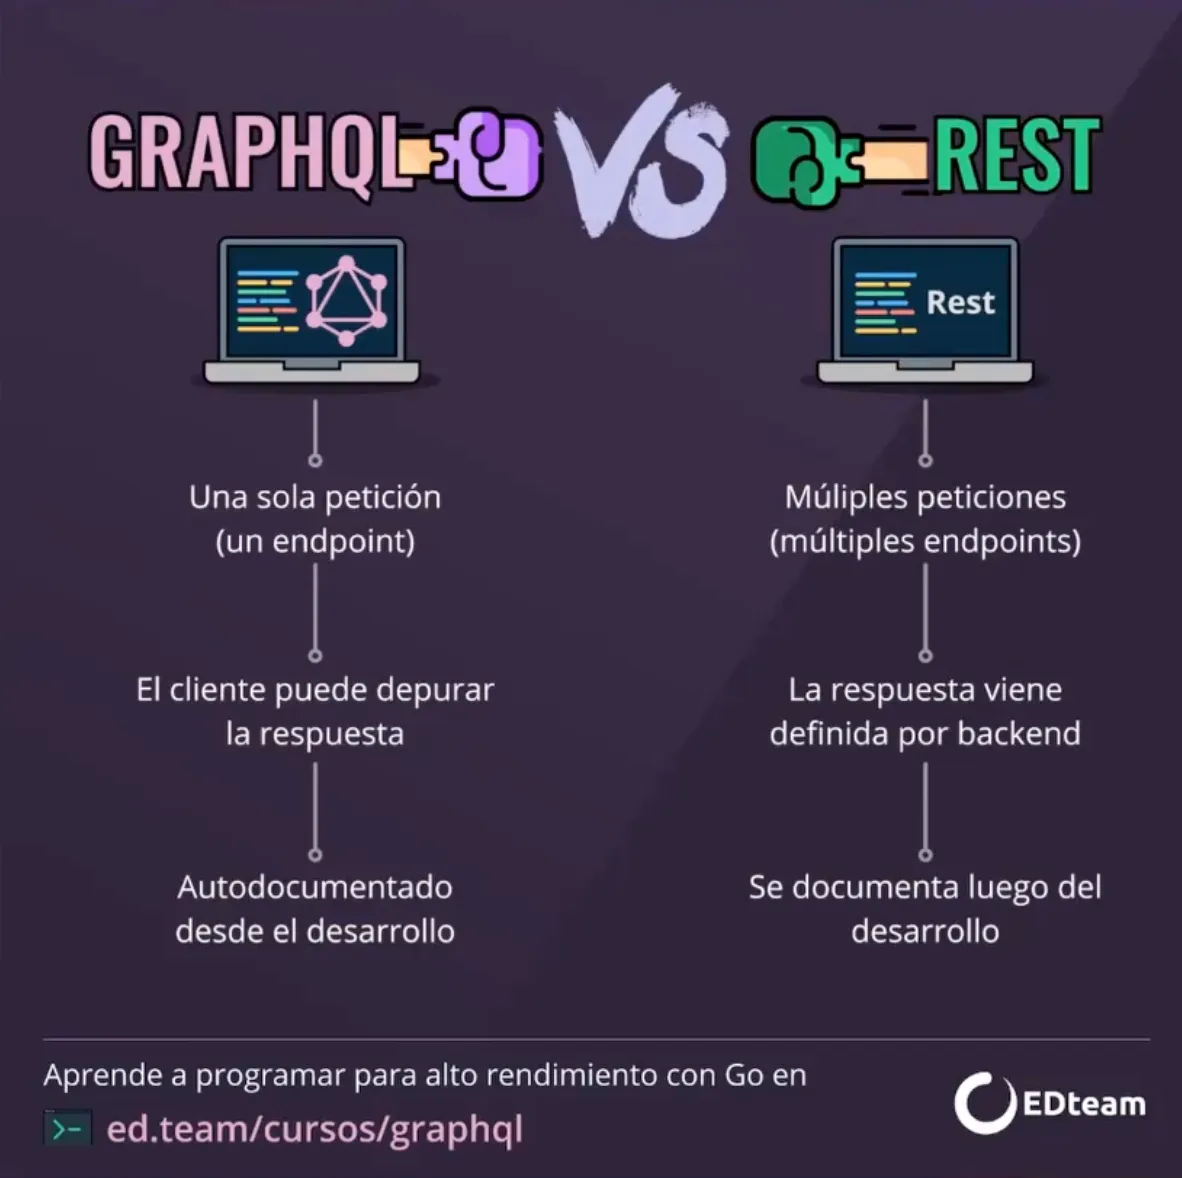 GRAPHQL VS REST
Rest
Una sola petición
(un endpoint)
El cliente puede depurar
la respuesta
Autodocumentado
desde el desarrollo
Múliples peticiones
(múltiples endpoints)
La respuesta viene
definida por backend
Se documenta luego del
desarrollo
Aprende a programar para alto rendimiento con Go en
>- ed.team/cursos/graphql
EDteam